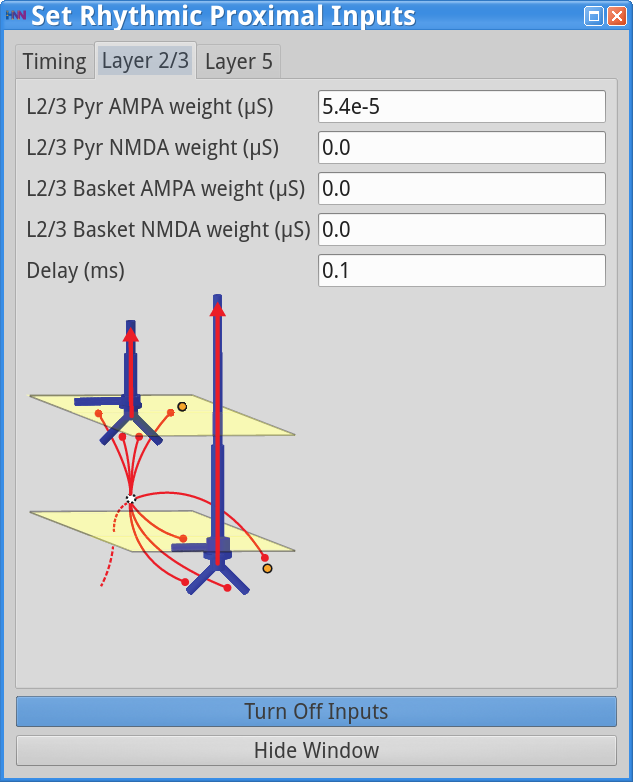 HNN Set Rhythmic Proximal Inputs
Timing Layer 2/3 Layer 5
L2/3 Pyr AMPA weight (µS) 5.4e-5
L2/3 Pyr NMDA weight (µS) 0.0
L2/3 Basket AMPA weight (µS) 0.0
L2/3 Basket NMDA weight (µS) 0.0
Delay (ms) 0.1
Turn Off Inputs
Hide Window